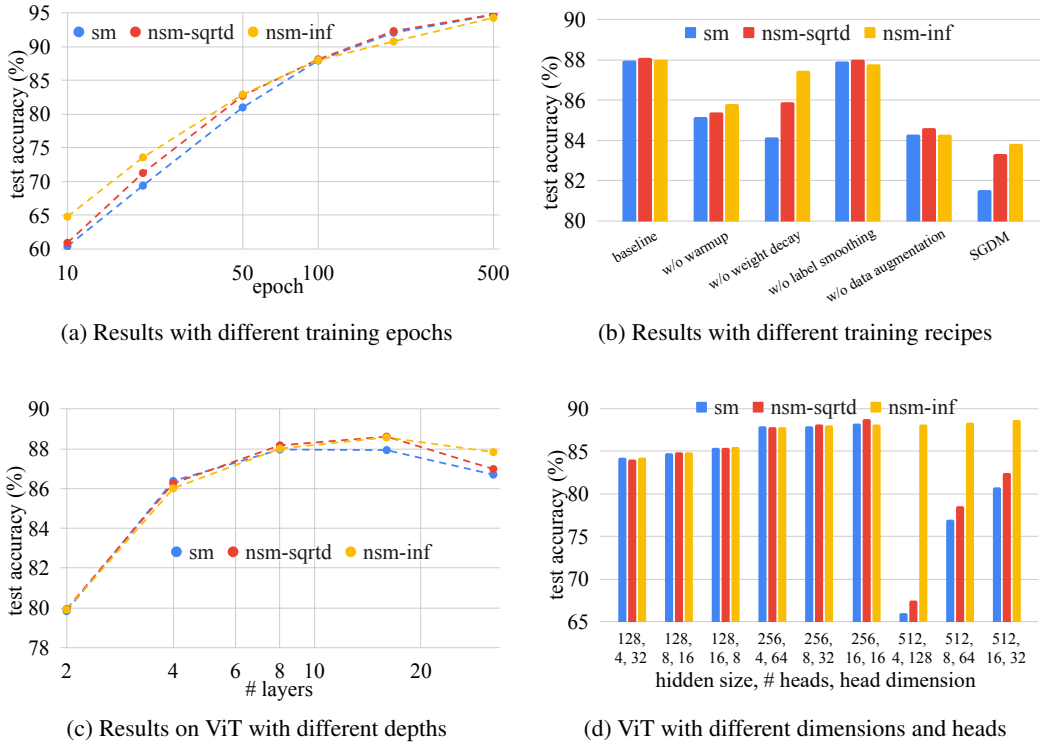 sm nsm-sqrtd nsm-inf
test accuracy (%)
95
90
85
80
75
70
65
60
10 50 100 500
epoch
(a) Results with different training epochs
sm nsm-sqrtd nsm-inf
test accuracy (%)
90
88
86
84
82
80
baseline
w/o warmup
w/o weight decay
w/o label smoothing
w/o data augmentation
SGDM
(b) Results with different training recipes
test accuracy (%)
90
88
86
84
82
80
78
sm nsm-sqrtd nsm-inf
2 4 6 8 10 20
# layers
(c) Results on ViT with different depths
sm nsm-sqrtd nsm-inf
test accuracy (%)
90
85
80
75
70
65
128, 128, 128, 256, 256, 256, 512, 512, 512,
4, 32 8, 16 16, 8 4, 64 8, 32 16, 16 4, 128 8, 64 16, 32
hidden size, # heads, head dimension
(d) ViT with different dimensions and heads